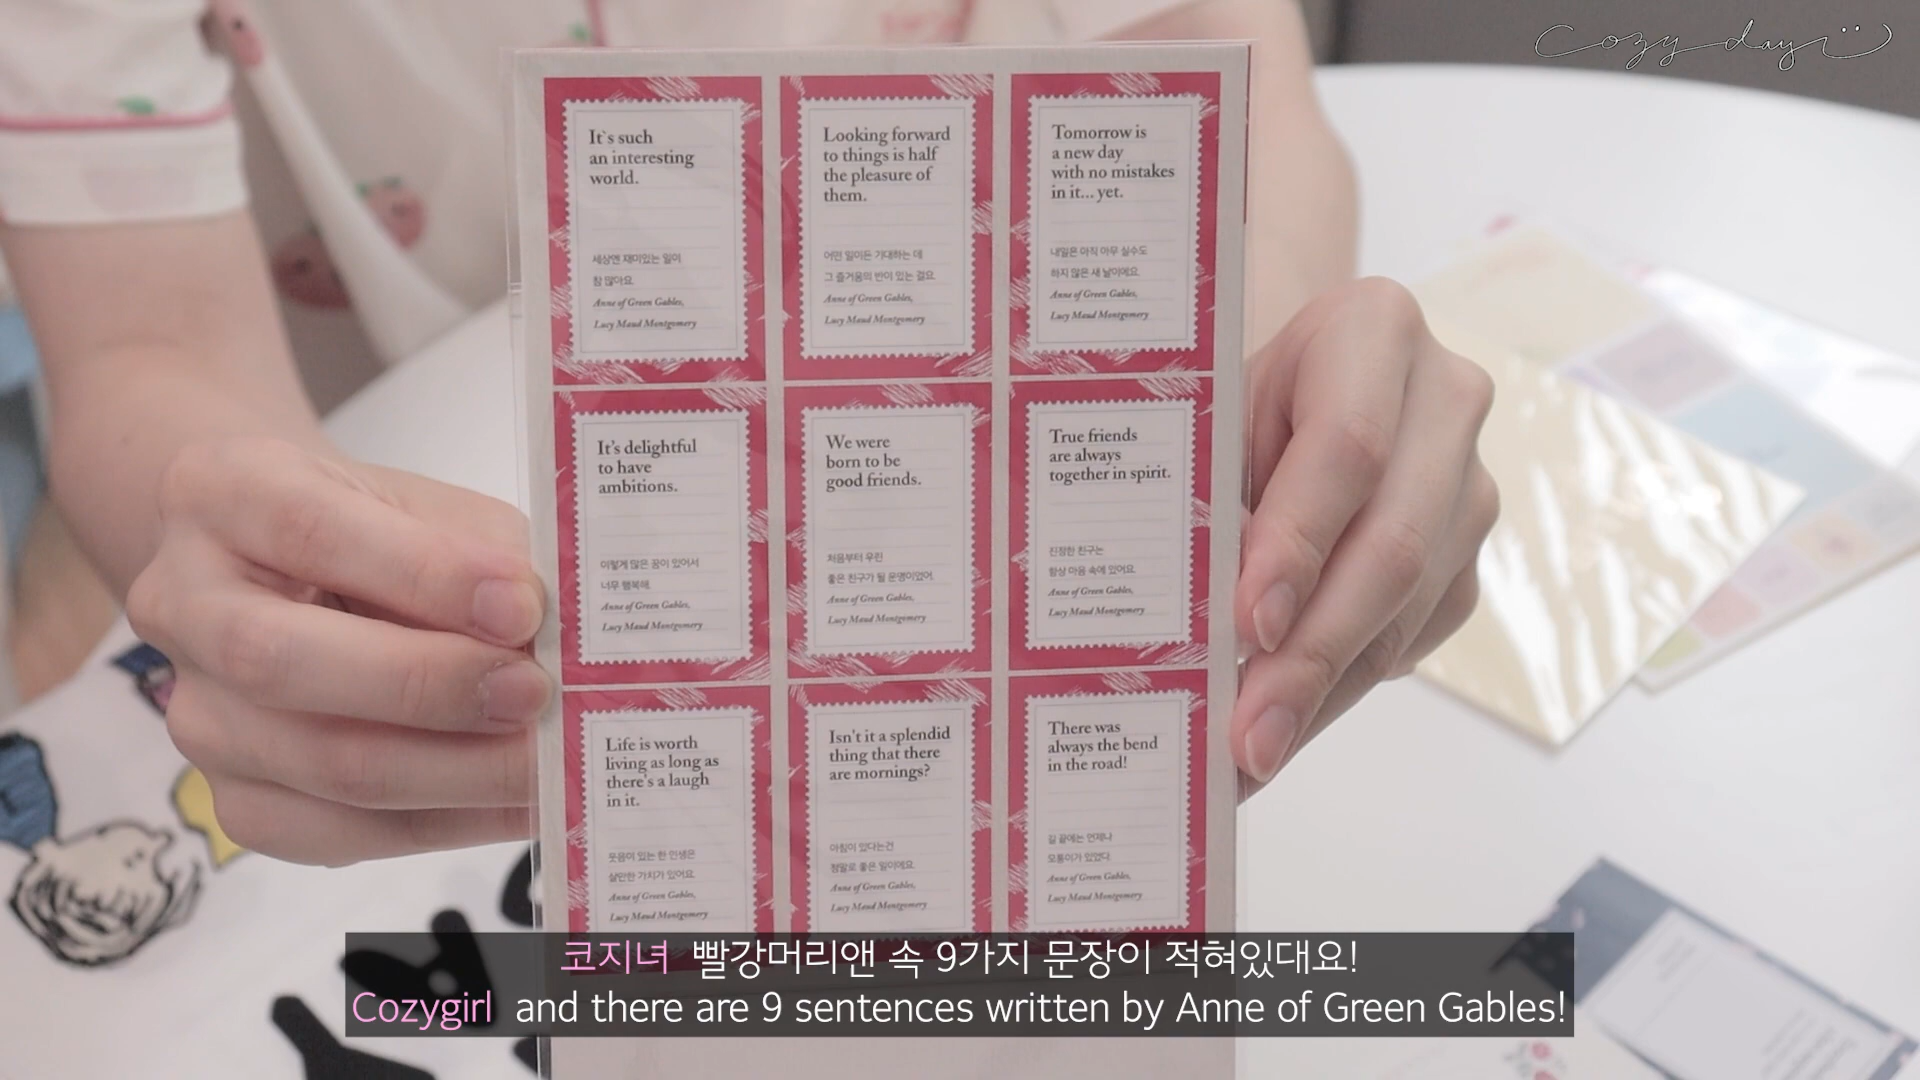 cozy days
It's such
an interesting
world.
세상엔 재미있는 일이
참 많아요.
Anne of Green Gables,
Lucy Maud Montgomery
Looking forward
to things is half
the pleasure of
them.
어떤 일이든 기대하는 데
그 즐거움의 반이 있는 걸요.
Anne of Green Gables,
Lucy Maud Montgomery
Tomorrow is
a new day
with no mistakes
in it... yet.
내일은 아직 아무 실수도
하지 않은 새 날이에요.
Anne of Green Gables,
Lucy Maud Montgomery
It's delightful
to have
ambitions.
이렇게 많은 꿈이 있어서
너무 행복해.
Anne of Green Gables,
Lucy Maud Montgomery
We were
born to be
good friends.
처음부터 우린
좋은 친구가 될 운명이었어.
Anne of Green Gables,
Lucy Maud Montgomery
True friends
are always
together in spirit.
진정한 친구는
항상 마음 속에 있어요.
Anne of Green Gables,
Lucy Maud Montgomery
Life is worth
living as long as
there's a laugh
in it.
웃음이 있는 한 인생은
살만한 가치가 있어요.
Anne of Green Gables,
Lucy Maud Montgomery
Isn't it a splendid
thing that there
are mornings?
아침이 있다는건
정말로 좋은 일이에요.
Anne of Green Gables,
Lucy Maud Montgomery
There was
always the bend
in the road!
길 끝에는 언제나
모퉁이가 있었다.
Anne of Green Gables,
Lucy Maud Montgomery
코지녀 빨강머리앤 속 9가지 문장이 적혀있대요!
Cozygirl and there are 9 sentences written by Anne of Green Gables!